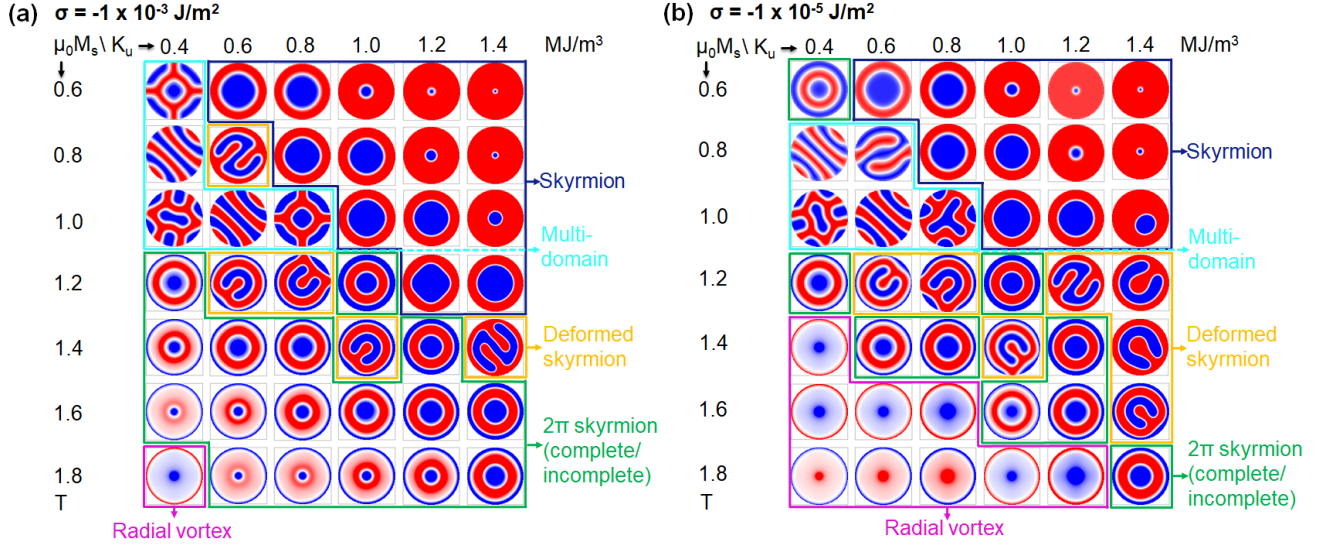 (a) σ = -1 x 10⁻³ J/m²
μ₀Mₛ\ Kᵤ 0.4 0.6 0.8 1.0 1.2 1.4 MJ/m³
0.6
0.8
Skyrmion
1.0
Multi-
domain
1.2
1.4
Deformed
skyrmion
1.6
2π skyrmion
(complete/
incomplete)
1.8
T
Radial vortex
(b) σ = -1 x 10⁻⁵ J/m²
μ₀Mₛ\ Kᵤ 0.4 0.6 0.8 1.0 1.2 1.4 MJ/m³
0.6
0.8
Skyrmion
1.0
Multi-
domain
1.2
1.4
Deformed
skyrmion
1.6
2π skyrmion
(complete/
incomplete)
1.8
T
Radial vortex